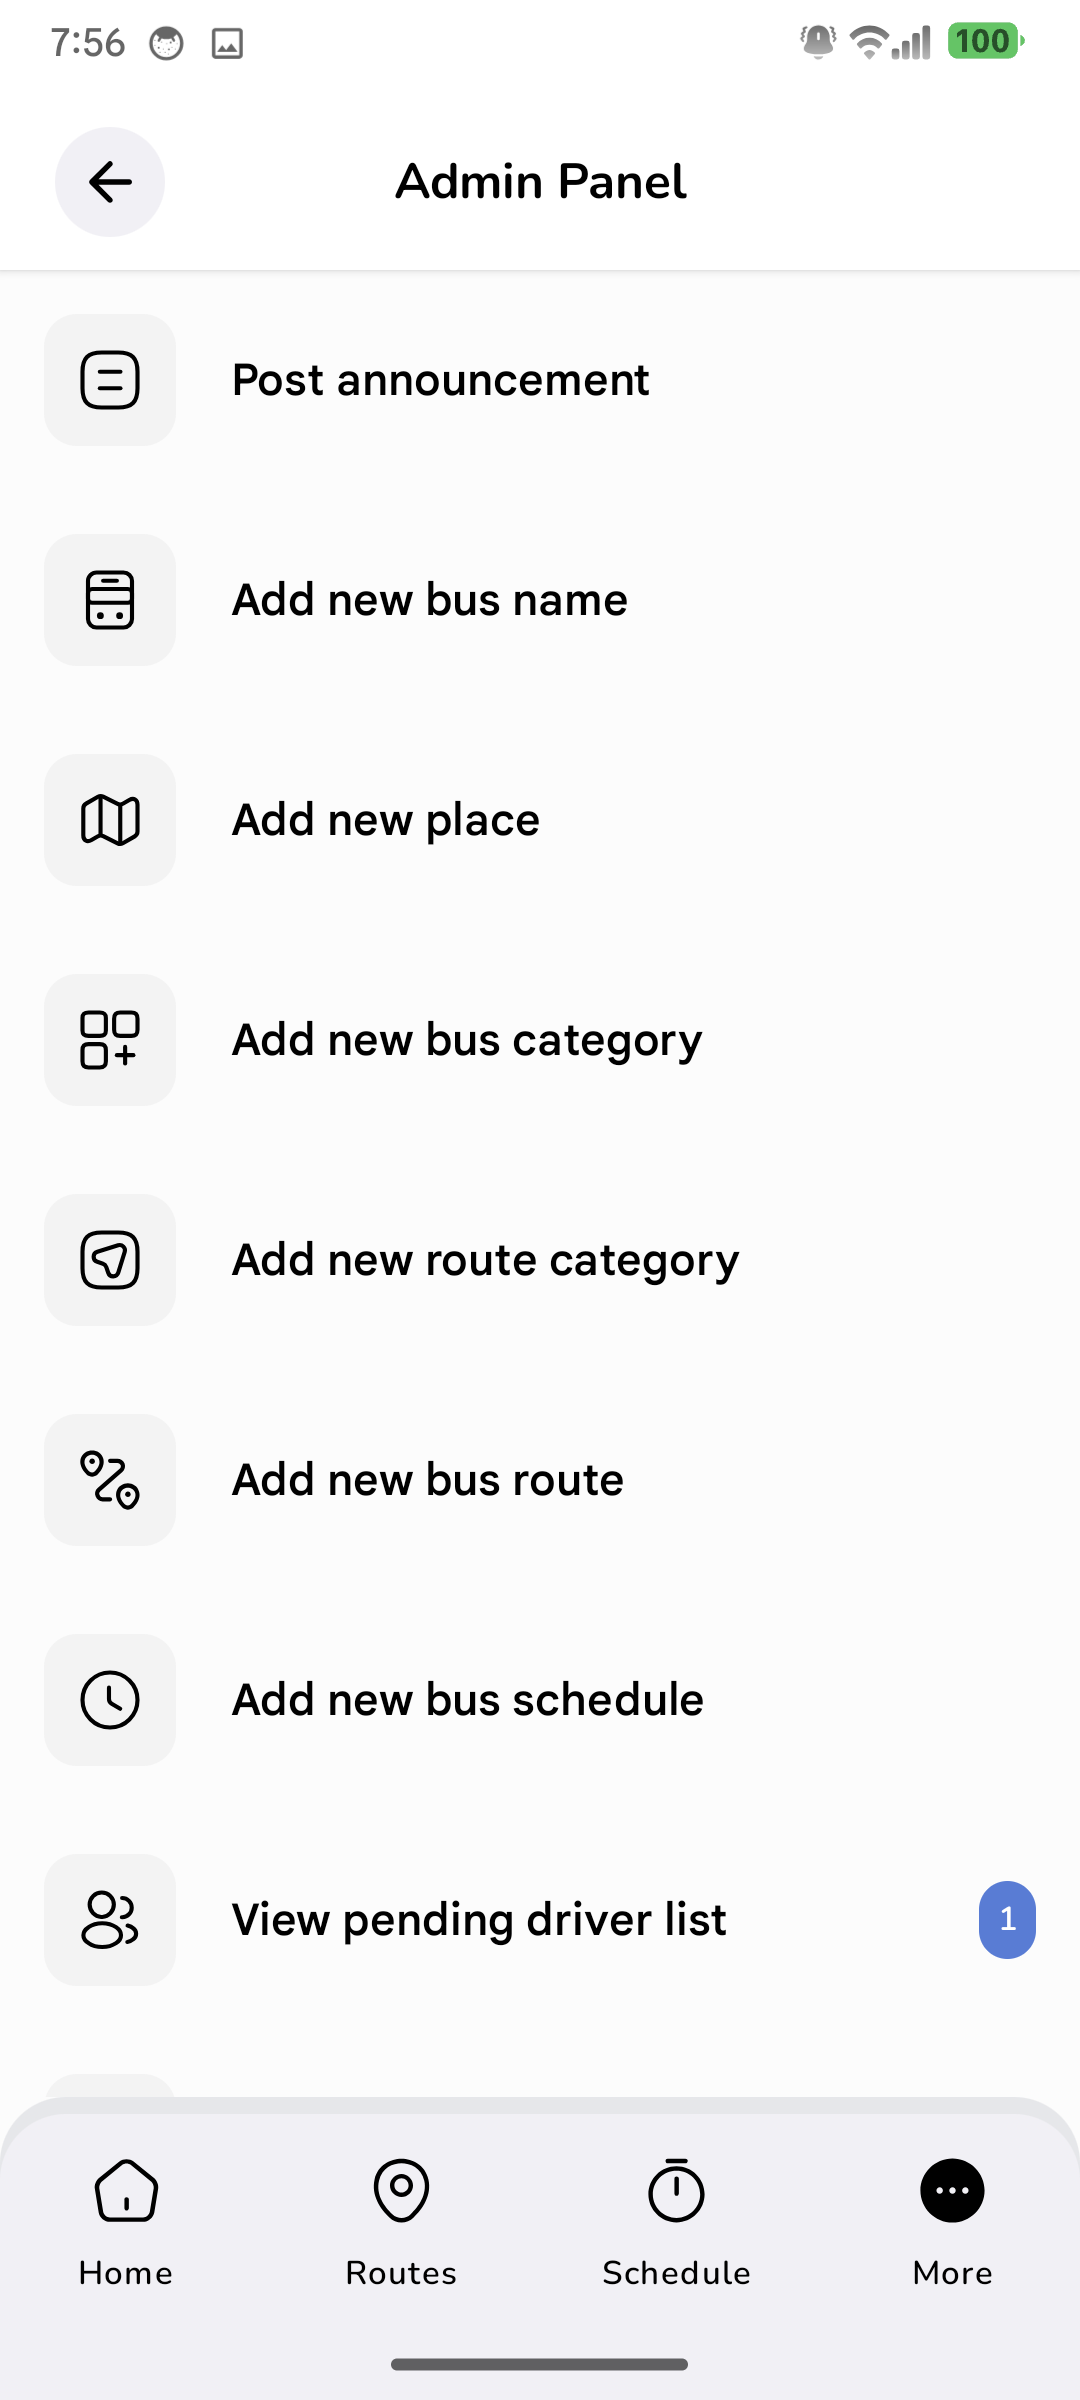 7:56
100
Admin Panel
Post announcement
Add new bus name
Add new place
Add new bus category
Add new route category
Add new bus route
Add new bus schedule
View pending driver list
1
Home
Routes
Schedule
More